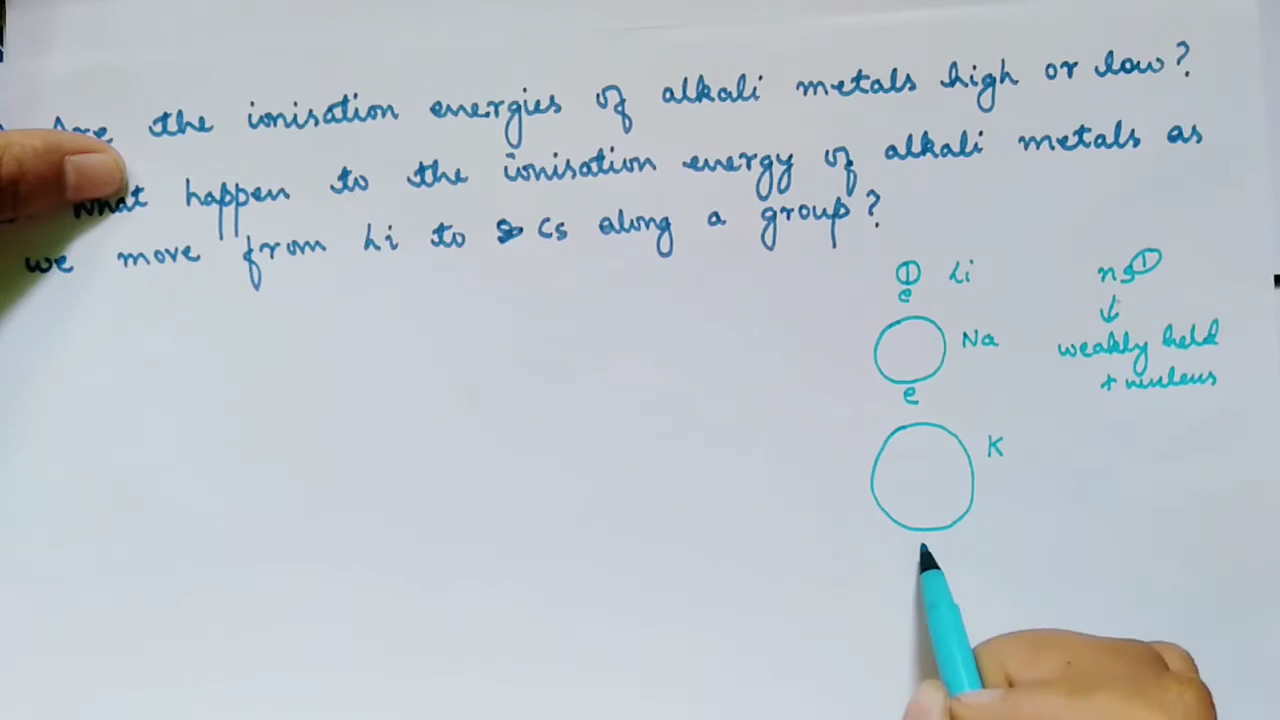 Are the ionisation energies of alkali metals high or low?
What happen to the ionisation energy of alkali metals as
we move from Li to Cs along a group?
1 Li
e
Na
e
K
ns1
↓
weakly held
+ nucleus